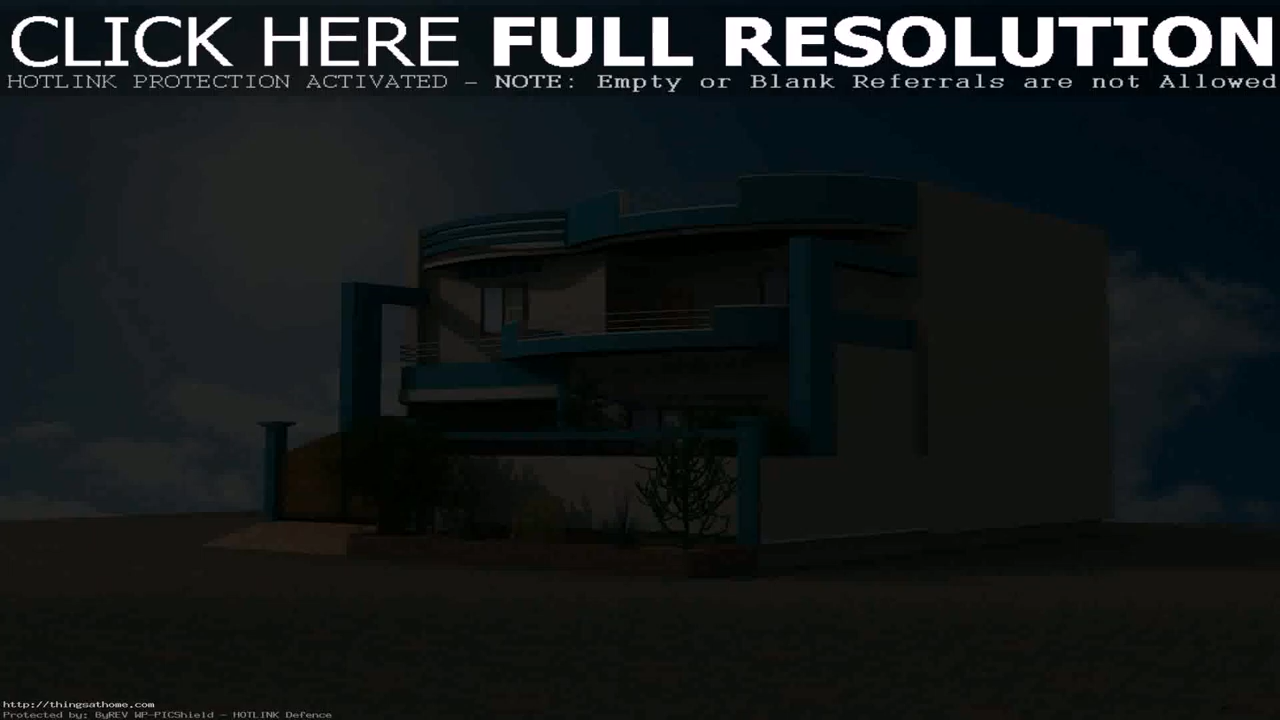 CLICK HERE FULL RESOLUTION
HOTLINK PROTECTION ACTIVATED - NOTE: Empty or Blank Referrals are not Allowed
http://thingsathome.com
Protected by: ByREV WP-PICShield - HOTLINK Defence